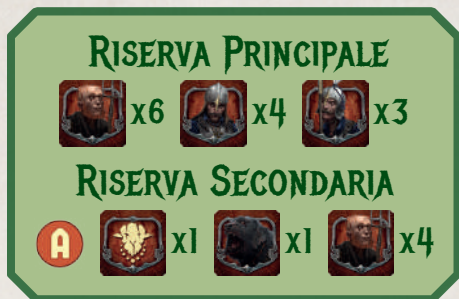 Riserva Principale
x6 x4 x3
Riserva Secondaria
A x1 x1 x4